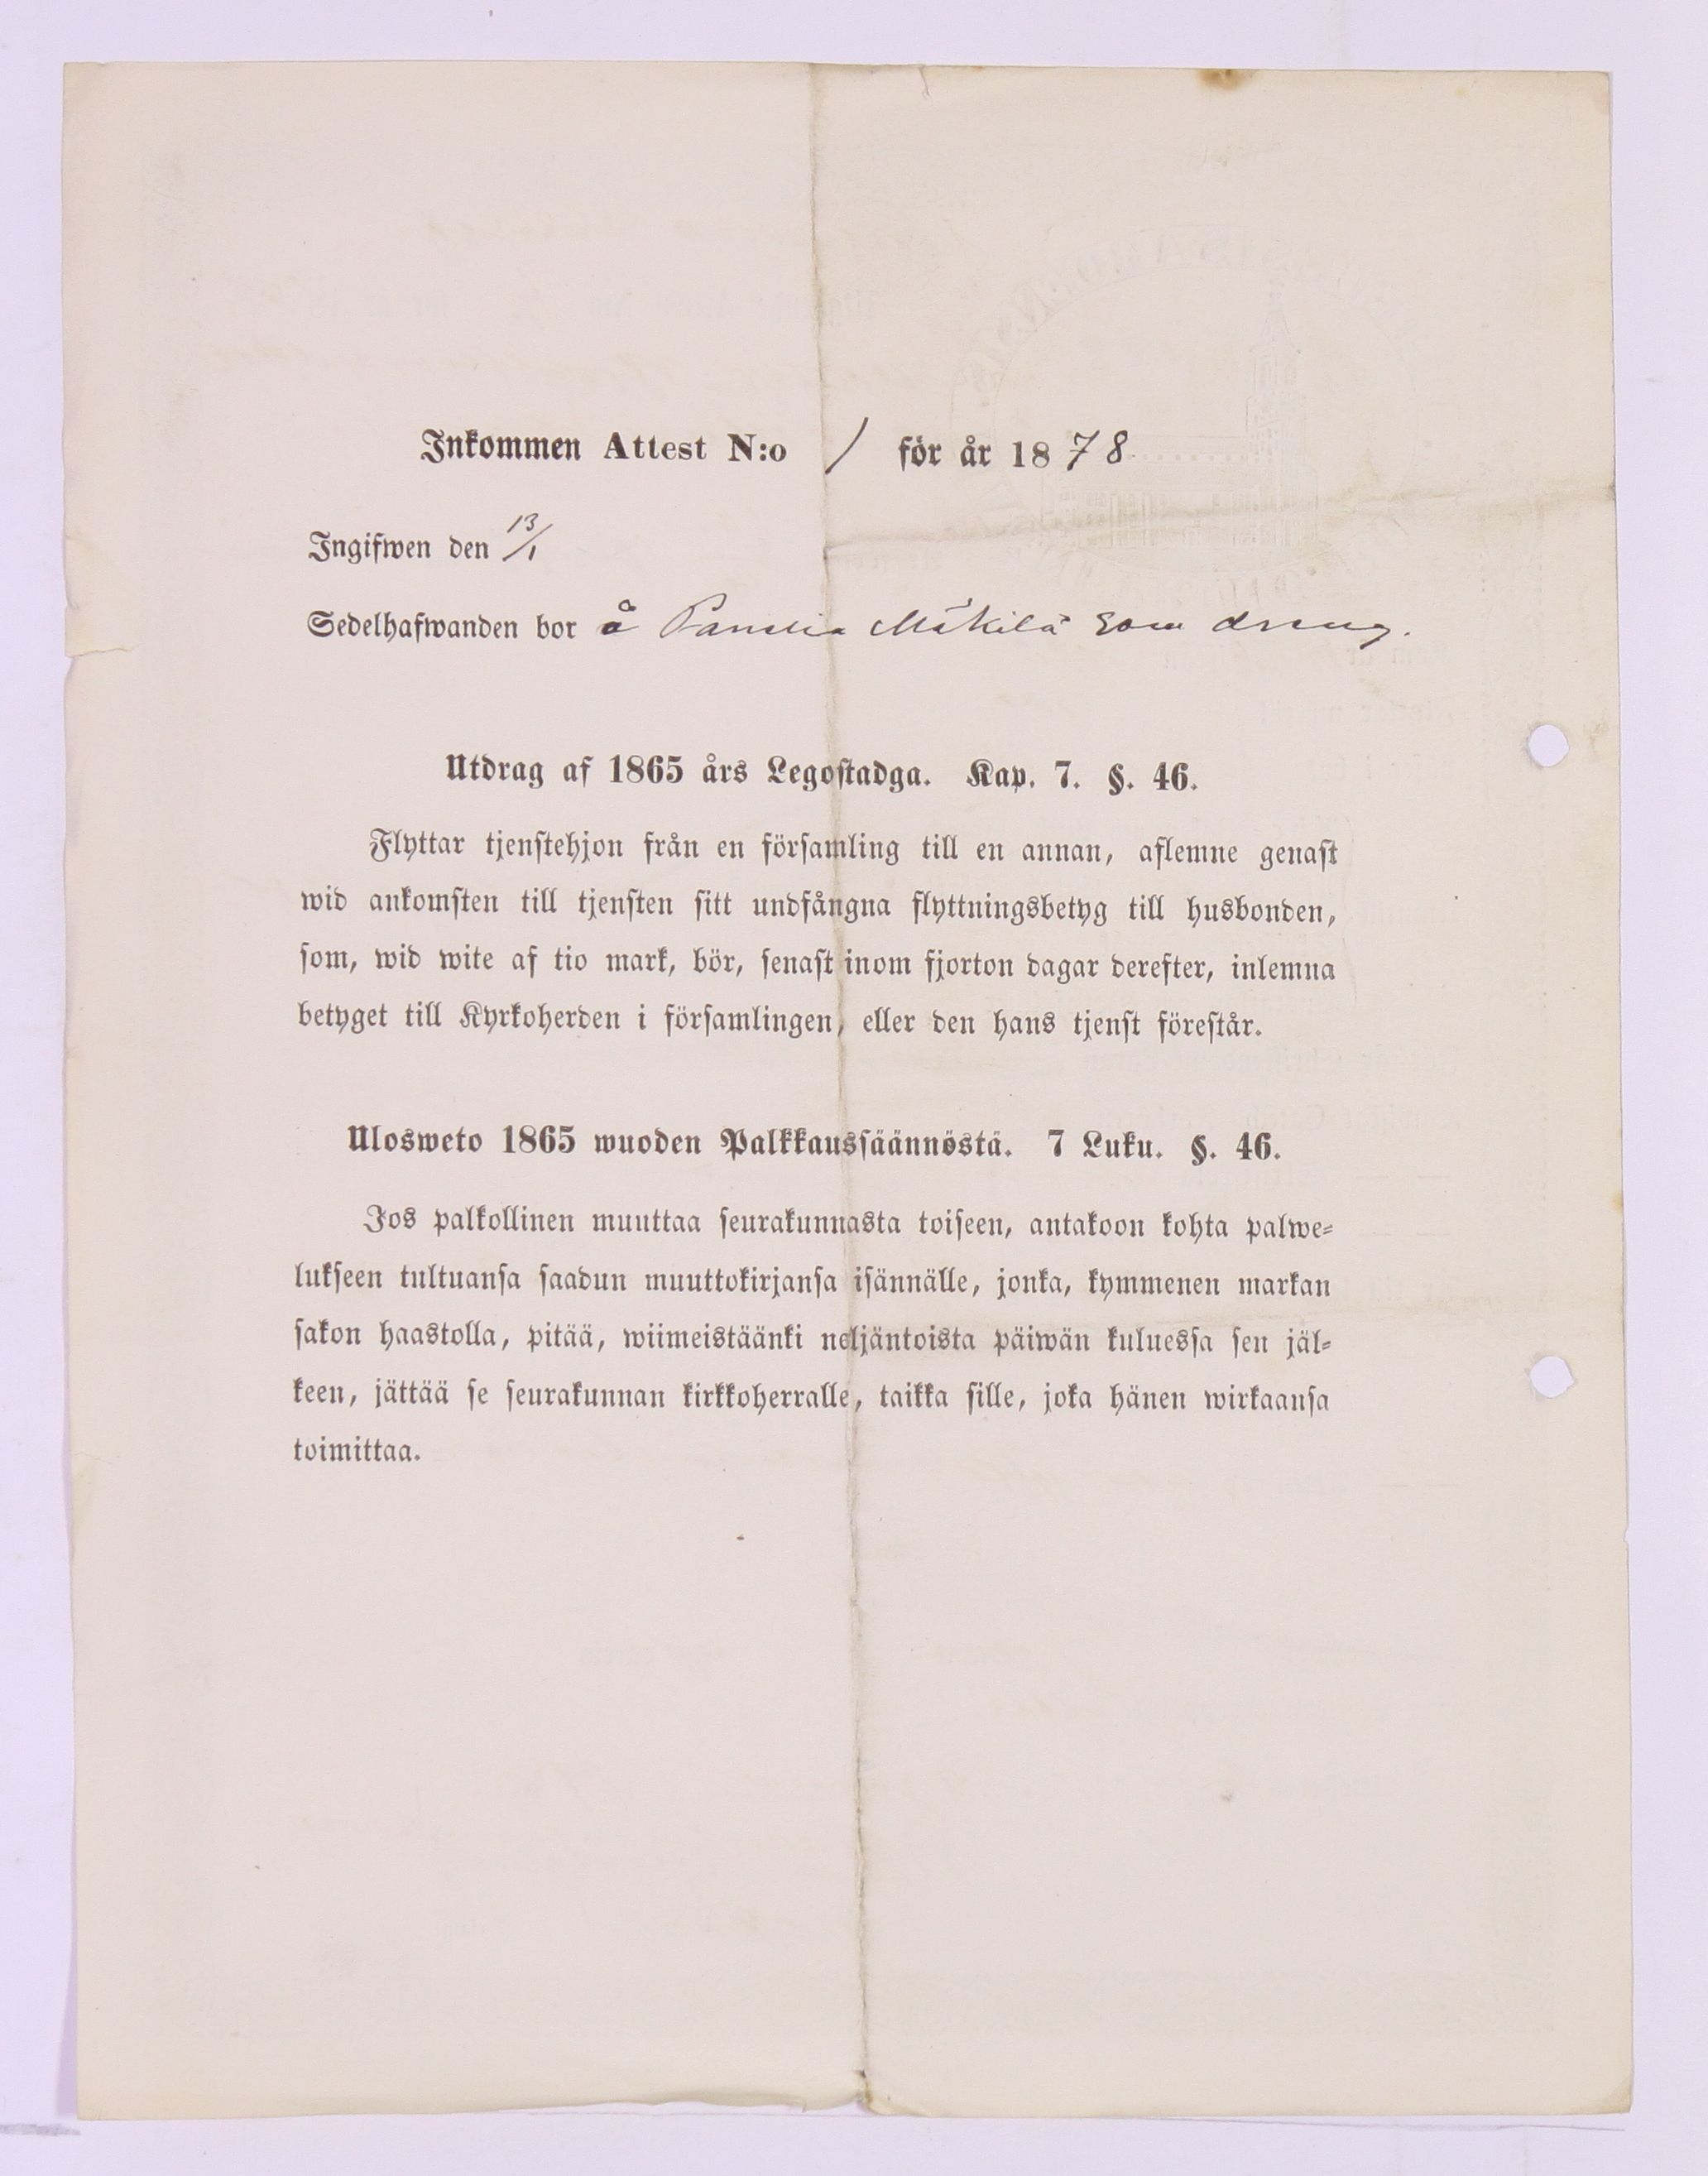 Inkommen Attest N:o 1 för år 1878
Ingifwen den 13/1
Sedelhafwanden bor å Panelia Mäkilä som dreng.
Utdrag af 1865 års Legostadga. Kap. 7. §. 46.
Flyttar tjenstehjon från en församling till en annan, aflemne genast
wid ankomsten till tjensten sitt undfångna flyttningsbetyg till husbonden,
som, wid wite af tio mark, bör, senast inom fjorton dagar derefter, inlemna
betyget till Kyrkoherden i församlingen, eller den hans tjenst förestår.
Ulosweto 1865 wuoden Palkkaussäännöstä. 7 Luku. §. 46.
Jos palkollinen muuttaa seurakunnasta toiseen, antakoon kohta palwe-
lukseen tultuansa saadun muuttokirjansa isännälle, jonka, kymmenen markan
sakon haastolla, pitää, wiimeistäänki neljäntoista päiwän kuluessa sen jäl-
keen, jättää se seurakunnan kirkkoherralle, taikka sille, joka hänen wirkaansa
toimittaa.